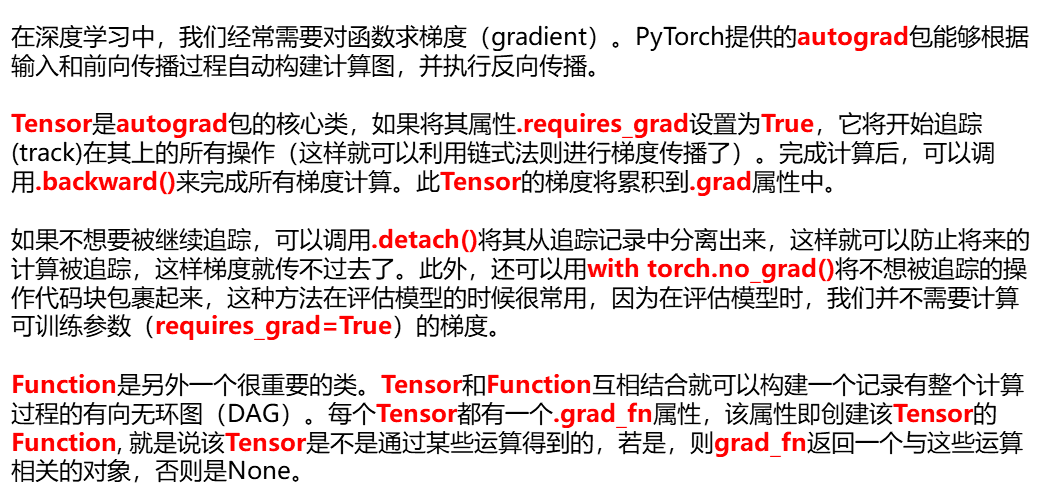 在深度学习中，我们经常需要对函数求梯度（gradient）。PyTorch提供的autograd包能够根据
输入和前向传播过程自动构建计算图，并执行反向传播。
Tensor是autograd包的核心类，如果将其属性.requires_grad设置为True，它将开始追踪
(track)在其上的所有操作（这样就可以利用链式法则进行梯度传播了）。完成计算后，可以调
用.backward()来完成所有梯度计算。此Tensor的梯度将累积到.grad属性中。
如果不想要被继续追踪，可以调用.detach()将其从追踪记录中分离出来，这样就可以防止将来的
计算被追踪，这样梯度就传不过去了。此外，还可以用with torch.no_grad()将不想被追踪的操
作代码块包裹起来，这种方法在评估模型的时候很常用，因为在评估模型时，我们并不需要计算
可训练参数（requires_grad=True）的梯度。
Function是另外一个很重要的类。Tensor和Function互相结合就可以构建一个记录有整个计算
过程的有向无环图（DAG）。每个Tensor都有一个.grad_fn属性，该属性即创建该Tensor的
Function, 就是说该Tensor是不是通过某些运算得到的，若是，则grad_fn返回一个与这些运算
相关的对象，否则是None。